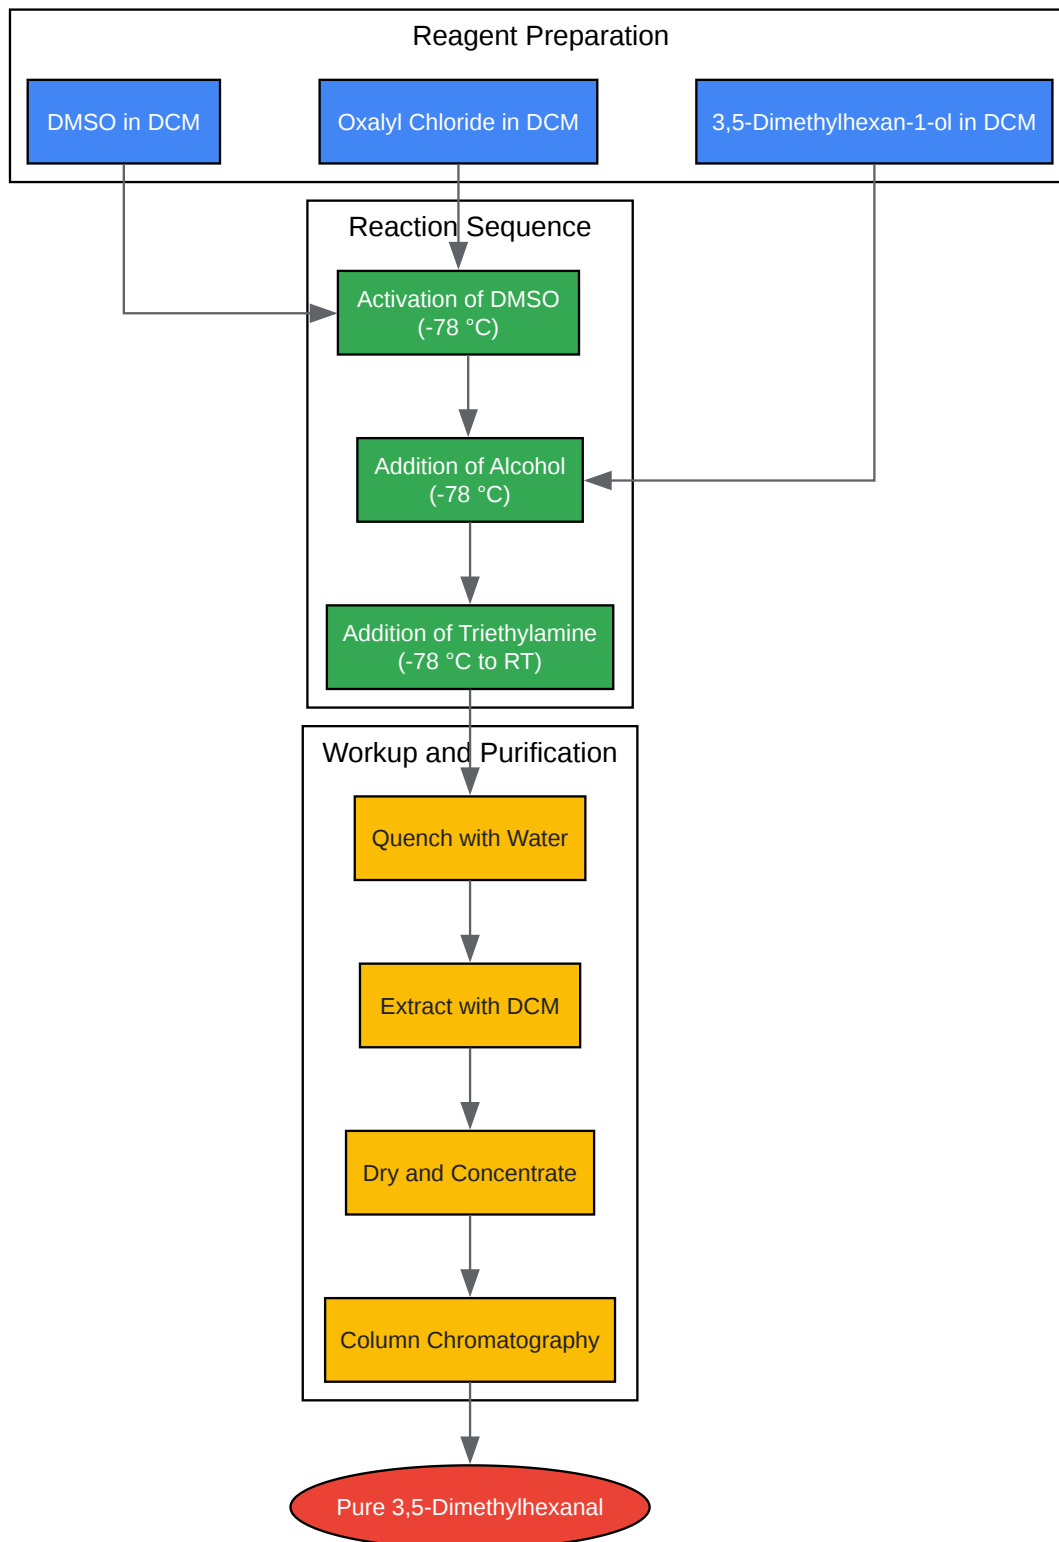 Reagent Preparation
DMSO in DCM
Oxalyl Chloride in DCM
3,5-Dimethylhexan-1-ol in DCM
Reaction Sequence
Activation of DMSO
(-78 °C)
Addition of Alcohol
(-78 °C)
Addition of Triethylamine
(-78 °C to RT)
Workup and Purification
Quench with Water
Extract with DCM
Dry and Concentrate
Column Chromatography
Pure 3,5-Dimethylhexanal